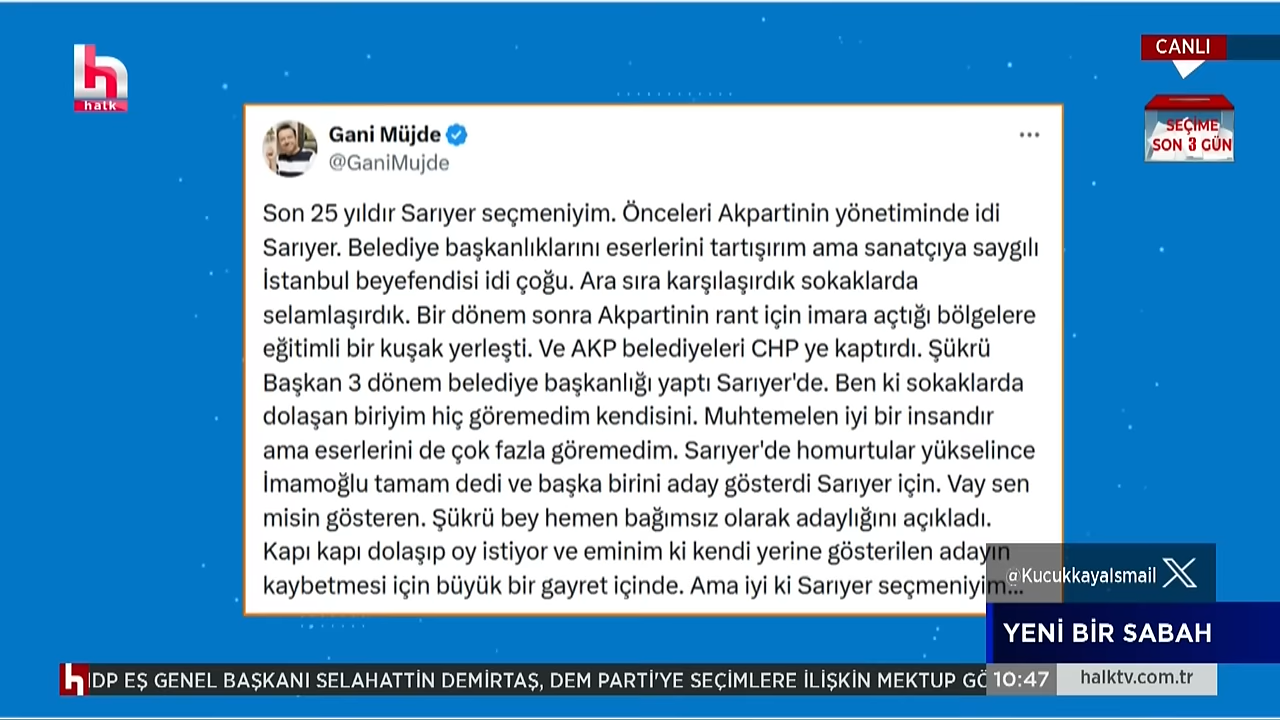 h
halk
CANLI
SEÇİME
SON 3 GÜN
Gani Müjde
@GaniMujde
Son 25 yıldır Sarıyer seçmeniyim. Önceleri Akpartinin yönetiminde idi
Sarıyer. Belediye başkanlıklarını eserlerini tartışırım ama sanatçıya saygılı
İstanbul beyefendisi idi çoğu. Ara sıra karşılaşırdık sokaklarda
selamlaşırdık. Bir dönem sonra Akpartinin rant için imara açtığı bölgelere
eğitimli bir kuşak yerleşti. Ve AKP belediyeleri CHP ye kaptırdı. Şükrü
Başkan 3 dönem belediye başkanlığı yaptı Sarıyer'de. Ben ki sokaklarda
dolaşan biriyim hiç göremedim kendisini. Muhtemelen iyi bir insandır
ama eserlerini de çok fazla göremedim. Sarıyer'de homurtular yükselince
İmamoğlu tamam dedi ve başka birini aday gösterdi Sarıyer için. Vay sen
misin gösteren. Şükrü bey hemen bağımsız olarak adaylığını açıkladı.
Kapı kapı dolaşıp oy istiyor ve eminim ki kendi yerine gösterilen adayın
kaybetmesi için büyük bir gayret içinde. Ama iyi ki Sarıyer seçmeniyim...
@KucukkayaIsmail X
YENİ BİR SABAH
h IDP EŞ GENEL BAŞKANI SELAHATTİN DEMİRTAŞ, DEM PARTİ'YE SEÇİMLERE İLİŞKİN MEKTUP GÖ
10:47
halktv.com.tr